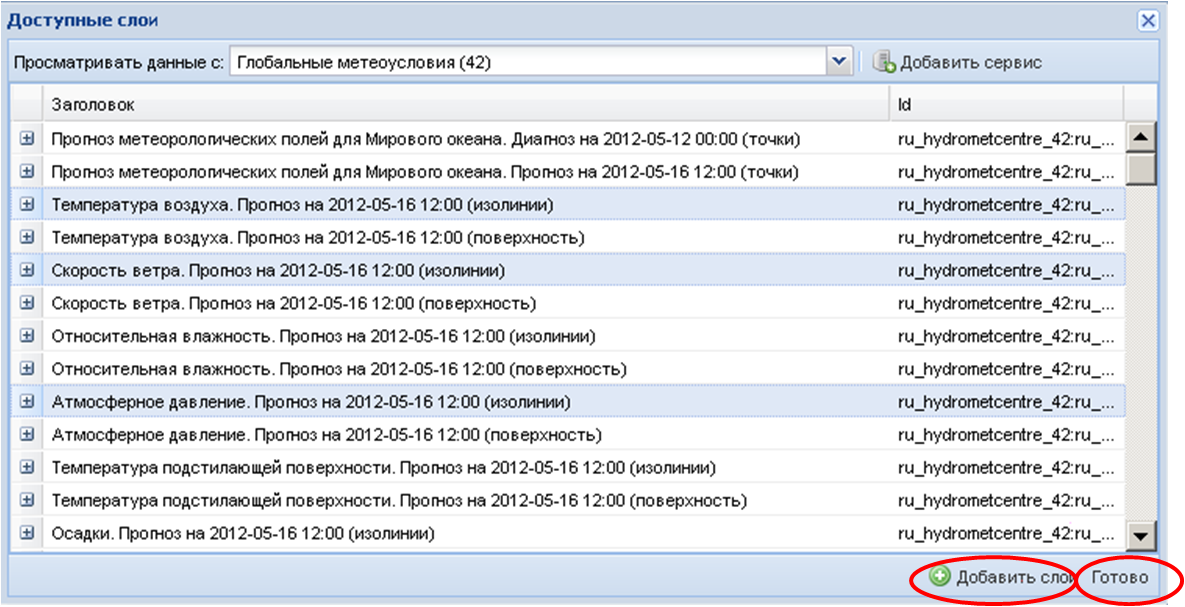 Доступные слои
Просматривать данные с: Глобальные метеоусловия (42) Добавить сервис
Заголовок Id
Прогноз метеорологических полей для Мирового океана. Диагноз на 2012-05-12 00:00 (точки) ru_hydrometcentre_42:ru_...
Прогноз метеорологических полей для Мирового океана. Прогноз на 2012-05-16 12:00 (точки) ru_hydrometcentre_42:ru_...
Температура воздуха. Прогноз на 2012-05-16 12:00 (изолинии) ru_hydrometcentre_42:ru_...
Температура воздуха. Прогноз на 2012-05-16 12:00 (поверхность) ru_hydrometcentre_42:ru_...
Скорость ветра. Прогноз на 2012-05-16 12:00 (изолинии) ru_hydrometcentre_42:ru_...
Скорость ветра. Прогноз на 2012-05-16 12:00 (поверхность) ru_hydrometcentre_42:ru_...
Относительная влажность. Прогноз на 2012-05-16 12:00 (изолинии) ru_hydrometcentre_42:ru_...
Относительная влажность. Прогноз на 2012-05-16 12:00 (поверхность) ru_hydrometcentre_42:ru_...
Атмосферное давление. Прогноз на 2012-05-16 12:00 (изолинии) ru_hydrometcentre_42:ru_...
Атмосферное давление. Прогноз на 2012-05-16 12:00 (поверхность) ru_hydrometcentre_42:ru_...
Температура подстилающей поверхности. Прогноз на 2012-05-16 12:00 (изолинии) ru_hydrometcentre_42:ru_...
Температура подстилающей поверхности. Прогноз на 2012-05-16 12:00 (поверхность) ru_hydrometcentre_42:ru_...
Осадки. Прогноз на 2012-05-16 12:00 (изолинии) ru_hydrometcentre_42:ru_...
Добавить слои Готово